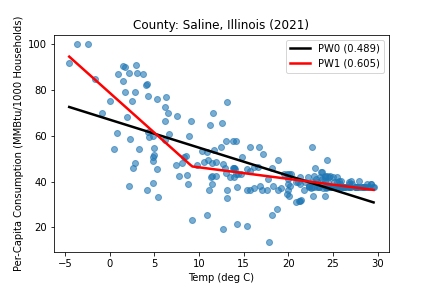 County: Saline, Illinois (2021)
Per-Capita Consumption (MMBtu/1000 Households)
100
80
60
40
20
PW0 (0.489)
PW1 (0.605)
−5 0 5 10 15 20 25 30
Temp (deg C)